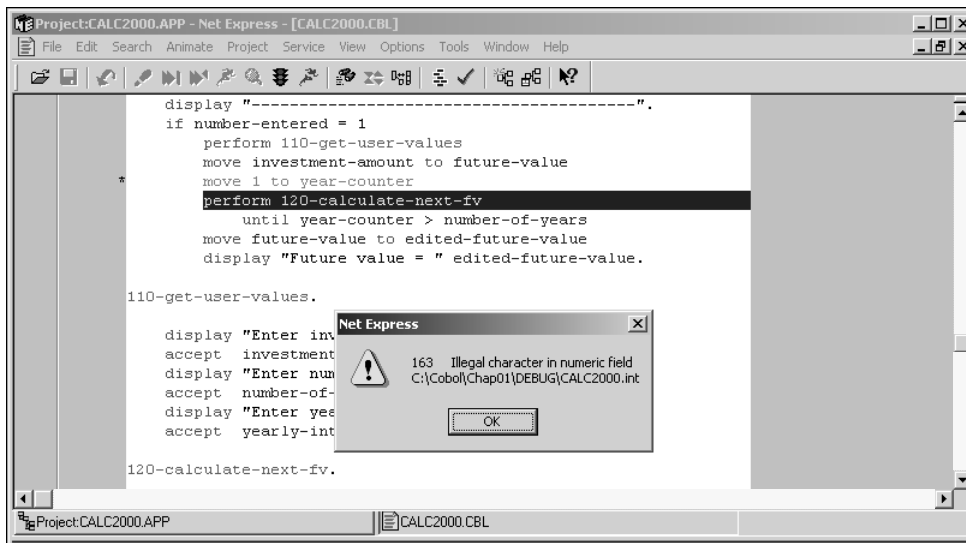 Project:CALC2000.APP - Net Express - [CALC2000.CBL]
File Edit Search Animate Project Service View Options Tools Window Help
display "----------------------------------------".
if number-entered = 1
perform 110-get-user-values
move investment-amount to future-value
* move 1 to year-counter
perform 120-calculate-next-fv
until year-counter > number-of-years
move future-value to edited-future-value
display "Future value = " edited-future-value.
110-get-user-values.
display "Enter inv
accept investment
display "Enter num
accept number-of-
display "Enter yea
accept yearly-int
120-calculate-next-fv.
Net Express
163 Illegal character in numeric field
C:\Cobol\Chap01\DEBUG\CALC2000.int
OK
Project:CALC2000.APP
CALC2000.CBL